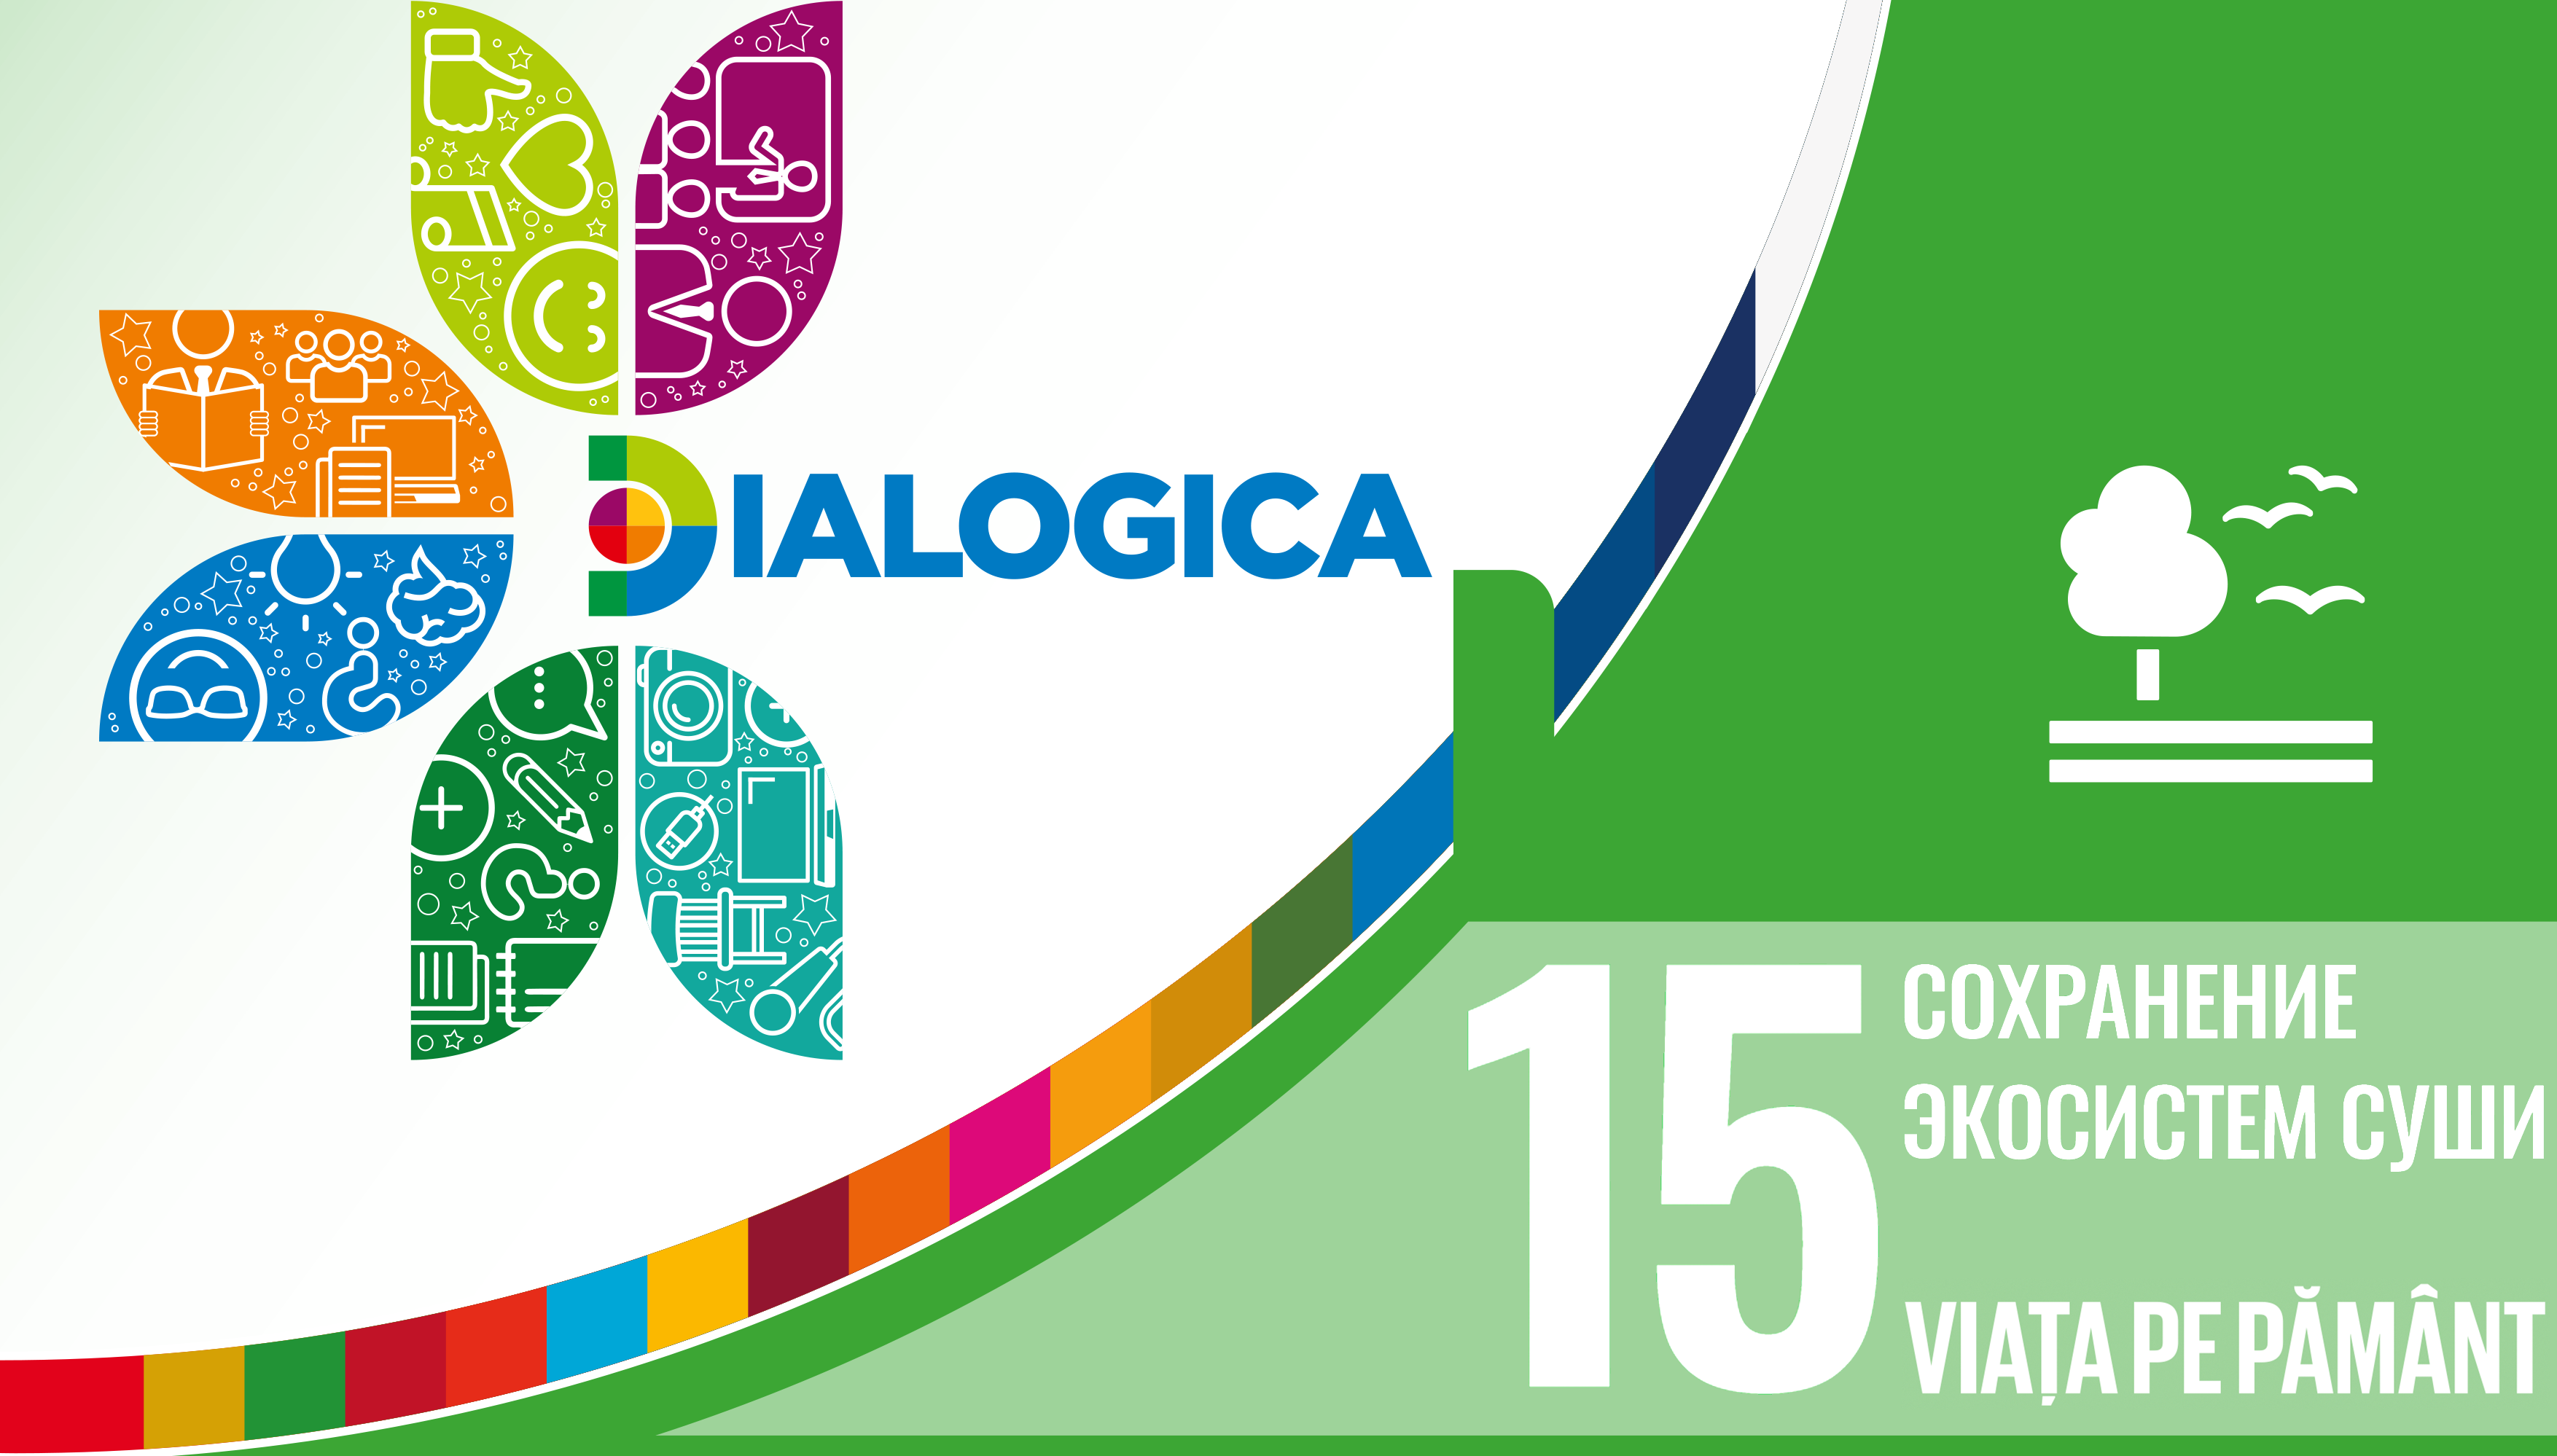 DIALOGICA
15
СОХРАНЕНИЕ
ЭКОСИСТЕМ СУШИ
VIAȚA PE PĂMÂNT